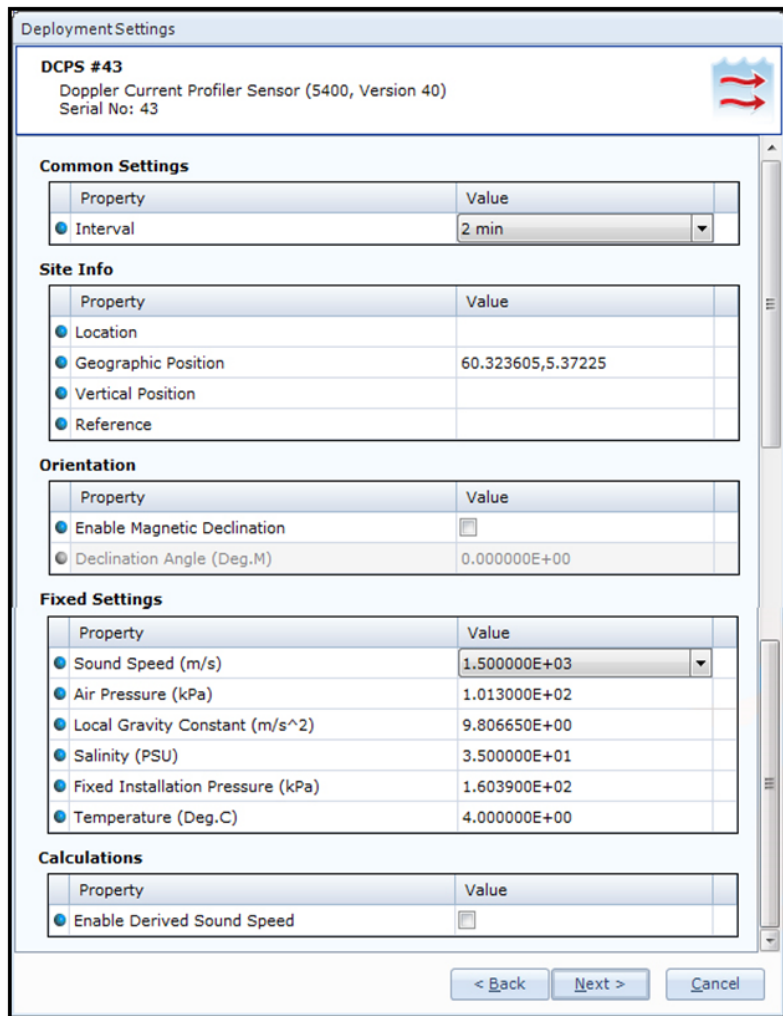 Deployment Settings
DCPS #43
Doppler Current Profiler Sensor (5400, Version 40)
Serial No: 43
Common Settings
Property Value
Interval 2 min
Site Info
Property Value
Location
Geographic Position 60.323605,5.37225
Vertical Position
Reference
Orientation
Property Value
Enable Magnetic Declination
Declination Angle (Deg.M) 0.000000E+00
Fixed Settings
Property Value
Sound Speed (m/s) 1.500000E+03
Air Pressure (kPa) 1.013000E+02
Local Gravity Constant (m/s^2) 9.806650E+00
Salinity (PSU) 3.500000E+01
Fixed Installation Pressure (kPa) 1.603900E+02
Temperature (Deg.C) 4.000000E+00
Calculations
Property Value
Enable Derived Sound Speed
< Back Next > Cancel